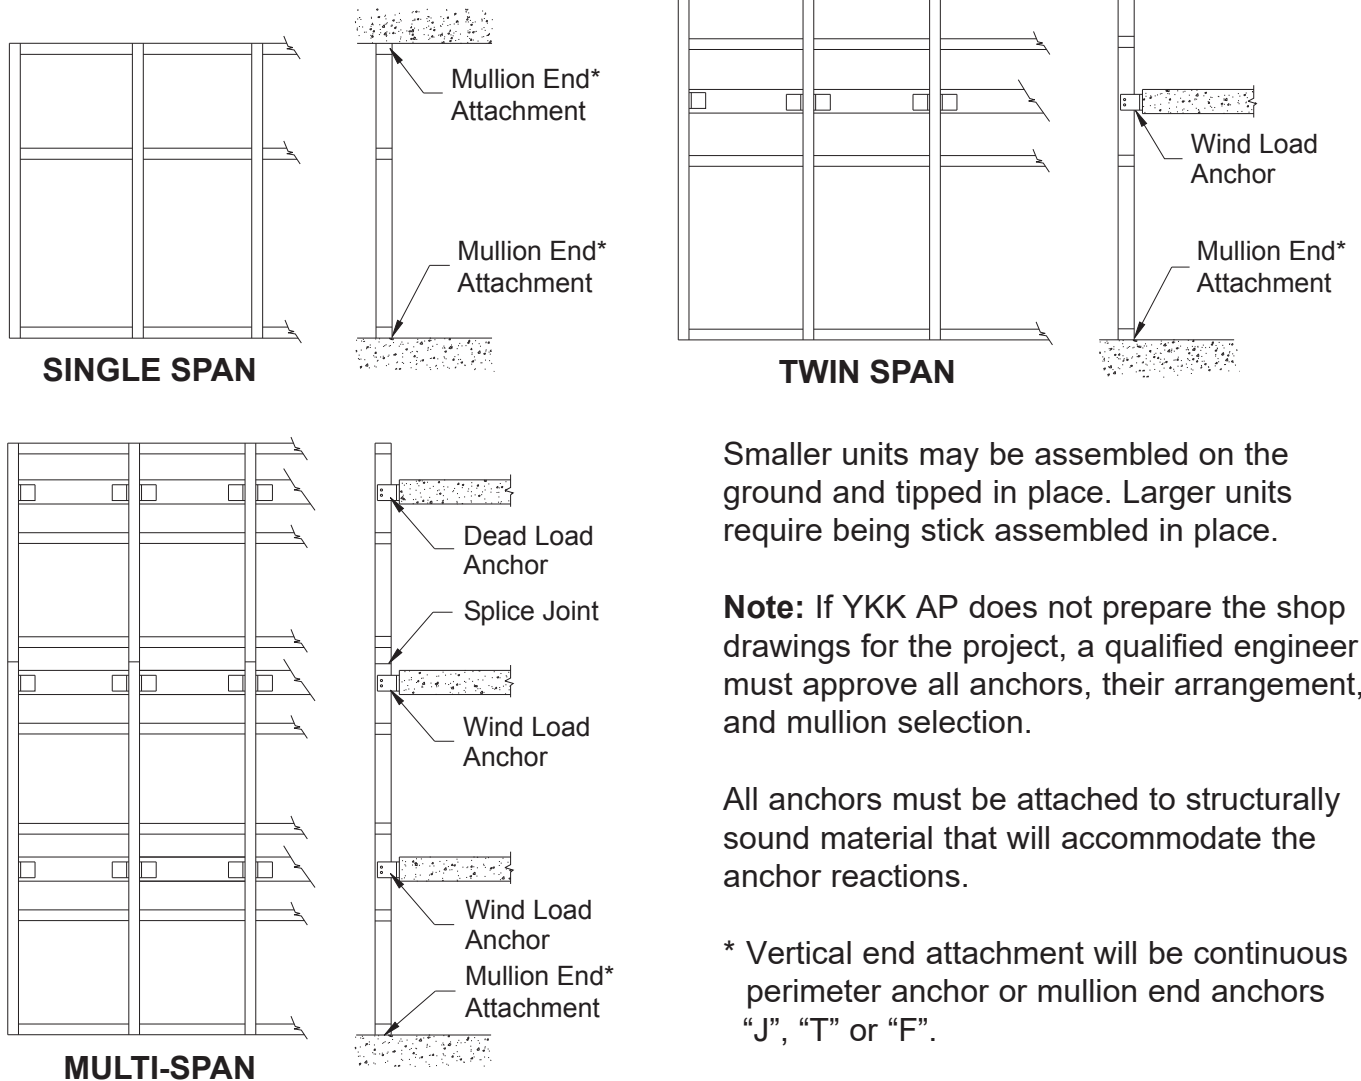 Mullion End*
Attachment
Mullion End*
Attachment
SINGLE SPAN
Wind Load
Anchor
Mullion End*
Attachment
TWIN SPAN
Dead Load
Anchor
Splice Joint
Wind Load
Anchor
Wind Load
Anchor
Mullion End*
Attachment
MULTI-SPAN
Smaller units may be assembled on the
ground and tipped in place. Larger units
require being stick assembled in place.
Note: If YKK AP does not prepare the shop
drawings for the project, a qualified engineer
must approve all anchors, their arrangement,
and mullion selection.
All anchors must be attached to structurally
sound material that will accommodate the
anchor reactions.
* Vertical end attachment will be continuous
perimeter anchor or mullion end anchors
“J”, “T” or “F”.